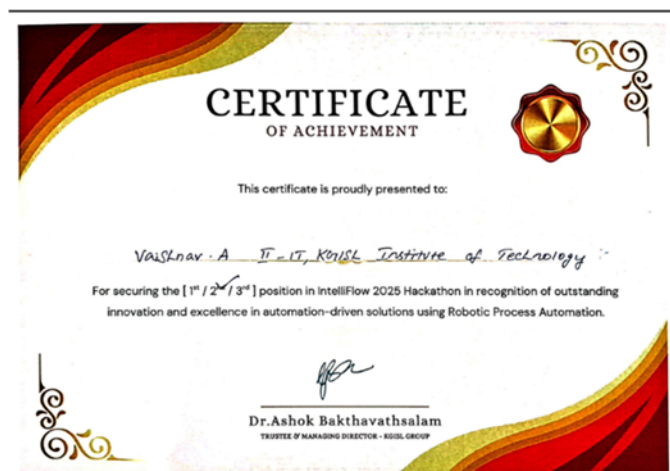 CERTIFICATE
OF ACHIEVEMENT
This certificate is proudly presented to:
Vaishnav. A II - IT, KGISL Institute of Technology
For securing the [ 1st / 2nd / 3rd ] position in IntelliFlow 2025 Hackathon in recognition of outstanding
innovation and excellence in automation-driven solutions using Robotic Process Automation.
Dr.Ashok Bakthavathsalam
TRUSTEE & MANAGING DIRECTOR - KGISL GROUP